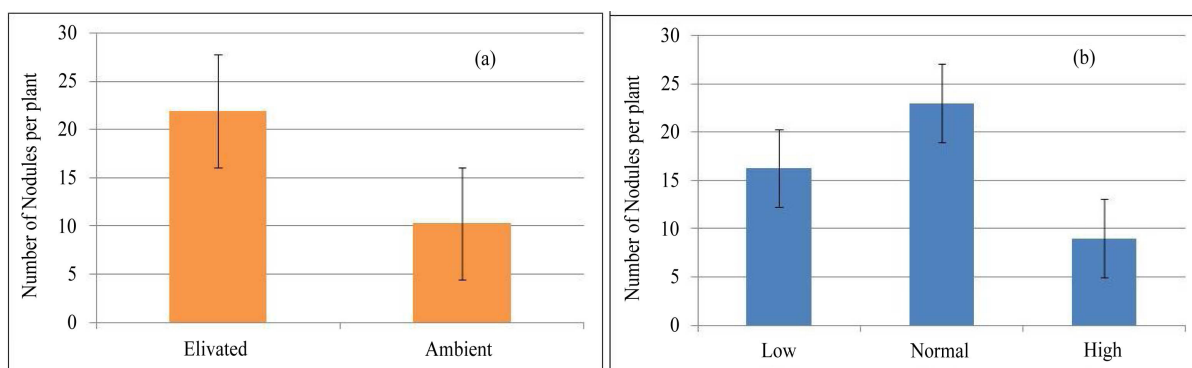 (a)
Number of Nodules per plant
30
25
20
15
10
5
0
Elivated Ambient
(b)
Number of Nodules per plant
30
25
20
15
10
5
0
Low Normal High